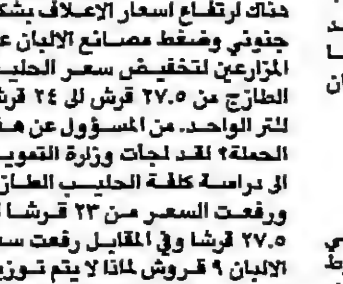 هناك لرتفاع اسعار الاعلاف بشكل
جنوني وضغط مصانع الالبان على
المزارعين لتخفيض سعر الحليب
الطازج من ٢٧.٥ قرش الى ٢٤ قرشا
للتر الواحد. من المسؤول عن هذه
الحملة؟ لقد لجأت وزارة التموين
الى دراسة كلفة الحليب الطازج
ورفعت السعر من ٢٣ قرشا الى
٢٧.٥ قرشا وفي المقابل رفعت سعر
الالبان ٩ قروش لماذا لا يتم توزيع